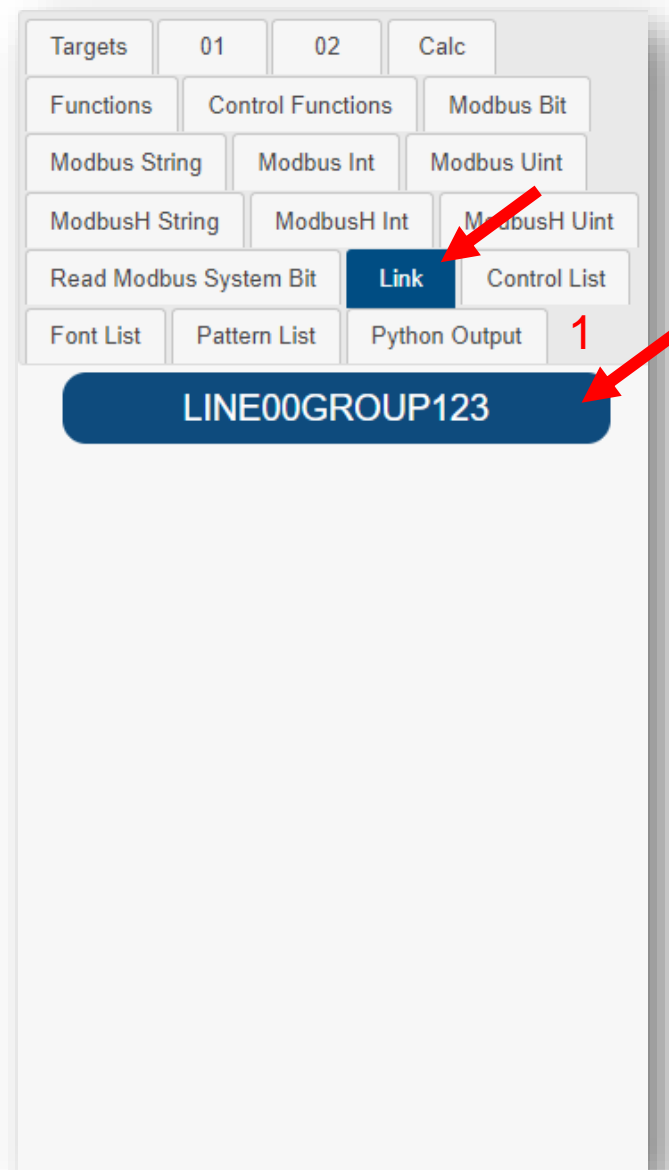 Targets 01 02 Calc
Functions Control Functions Modbus Bit
Modbus String Modbus Int Modbus Uint
ModbusH String ModbusH Int ModbusH Uint
Read Modbus System Bit Link Control List
Font List Pattern List Python Output 1
LINE00GROUP123